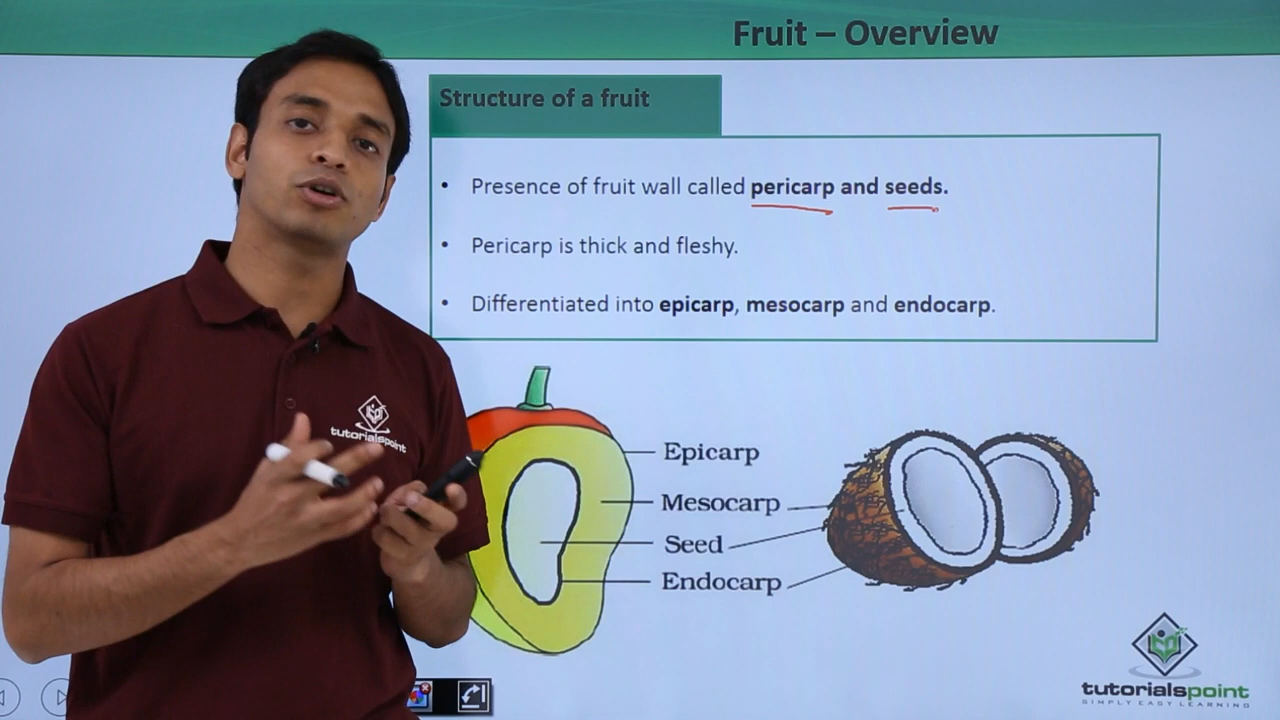 Fruit – Overview
Structure of a fruit
• Presence of fruit wall called pericarp and seeds.
• Pericarp is thick and fleshy.
• Differentiated into epicarp, mesocarp and endocarp.
tutorialspoint
Epicarp
Mesocarp
Seed
Endocarp
tutorialspoint
SIMPLY EASY LEARNING